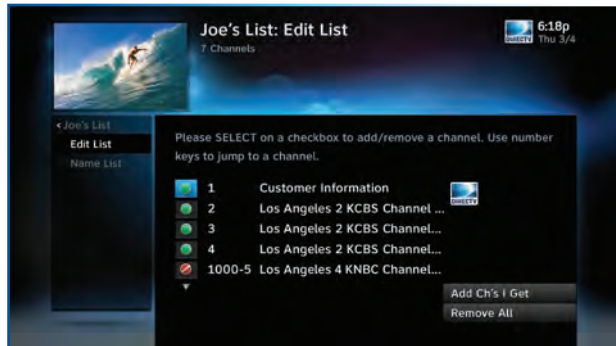 Joe's List: Edit List
7 Channels
DIRECTV
6:18p
Thu 3/4
<Joe's List
Edit List
Name List
Please SELECT on a checkbox to add/remove a channel. Use number
keys to jump to a channel.
1 Customer Information DIRECTV
2 Los Angeles 2 KCBS Channel ...
3 Los Angeles 2 KCBS Channel...
4 Los Angeles 2 KCBS Channel...
1000-5 Los Angeles 4 KNBC Channel...
Add Ch's I Get
Remove All